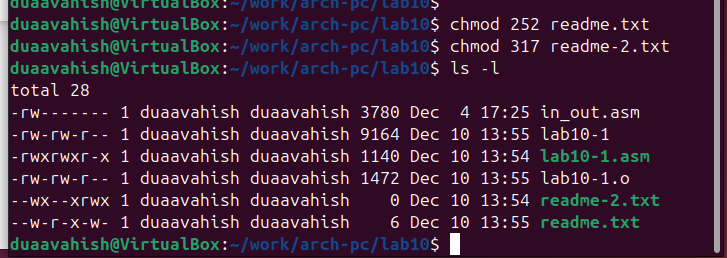 duaavahish@VirtualBox:~/work/arch-pc/lab10$
duaavahish@VirtualBox:~/work/arch-pc/lab10$ chmod 252 readme.txt
duaavahish@VirtualBox:~/work/arch-pc/lab10$ chmod 317 readme-2.txt
duaavahish@VirtualBox:~/work/arch-pc/lab10$ ls -l
total 28
-rw------- 1 duaavahish duaavahish 3780 Dec  4 17:25 in_out.asm
-rw-rw-r-- 1 duaavahish duaavahish 9164 Dec 10 13:55 lab10-1
-rwxrwxr-x 1 duaavahish duaavahish 1140 Dec 10 13:54 lab10-1.asm
-rw-rw-r-- 1 duaavahish duaavahish 1472 Dec 10 13:55 lab10-1.o
--wx--xrwx 1 duaavahish duaavahish    0 Dec 10 13:54 readme-2.txt
--w-r-x-w- 1 duaavahish duaavahish    6 Dec 10 13:55 readme.txt
duaavahish@VirtualBox:~/work/arch-pc/lab10$